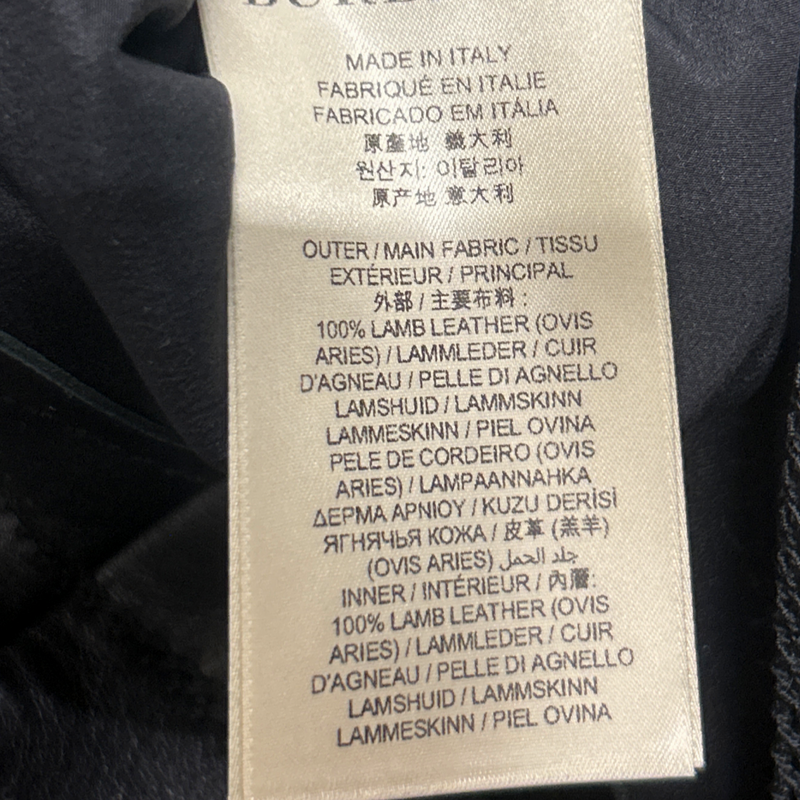 MADE IN ITALY
FABRIQUÉ EN ITALIE
FABRICADO EM ITÁLIA
原產地 義大利
원산지: 이탈리아
原产地 意大利
OUTER / MAIN FABRIC / TISSU
EXTÉRIEUR / PRINCIPAL
外部 / 主要布料 :
100% LAMB LEATHER (OVIS
ARIES) / LAMMLEDER / CUIR
D'AGNEAU / PELLE DI AGNELLO
LAMSHUID / LAMMSKINN
LAMMESKINN / PIEL OVINA
PELE DE CORDEIRO (OVIS
ARIES) / LAMPAANNAHKA
ΔΕΡΜΑ ΑΡΝΙΟΥ / KUZU DERİSİ
ЯГНЯЧЬЯ КОЖА / 皮革 (羔羊)
(OVIS ARIES) جلد الحمل
INNER / INTÉRIEUR / 內層:
100% LAMB LEATHER (OVIS
ARIES) / LAMMLEDER / CUIR
D'AGNEAU / PELLE DI AGNELLO
LAMSHUID / LAMMSKINN
LAMMESKINN / PIEL OVINA